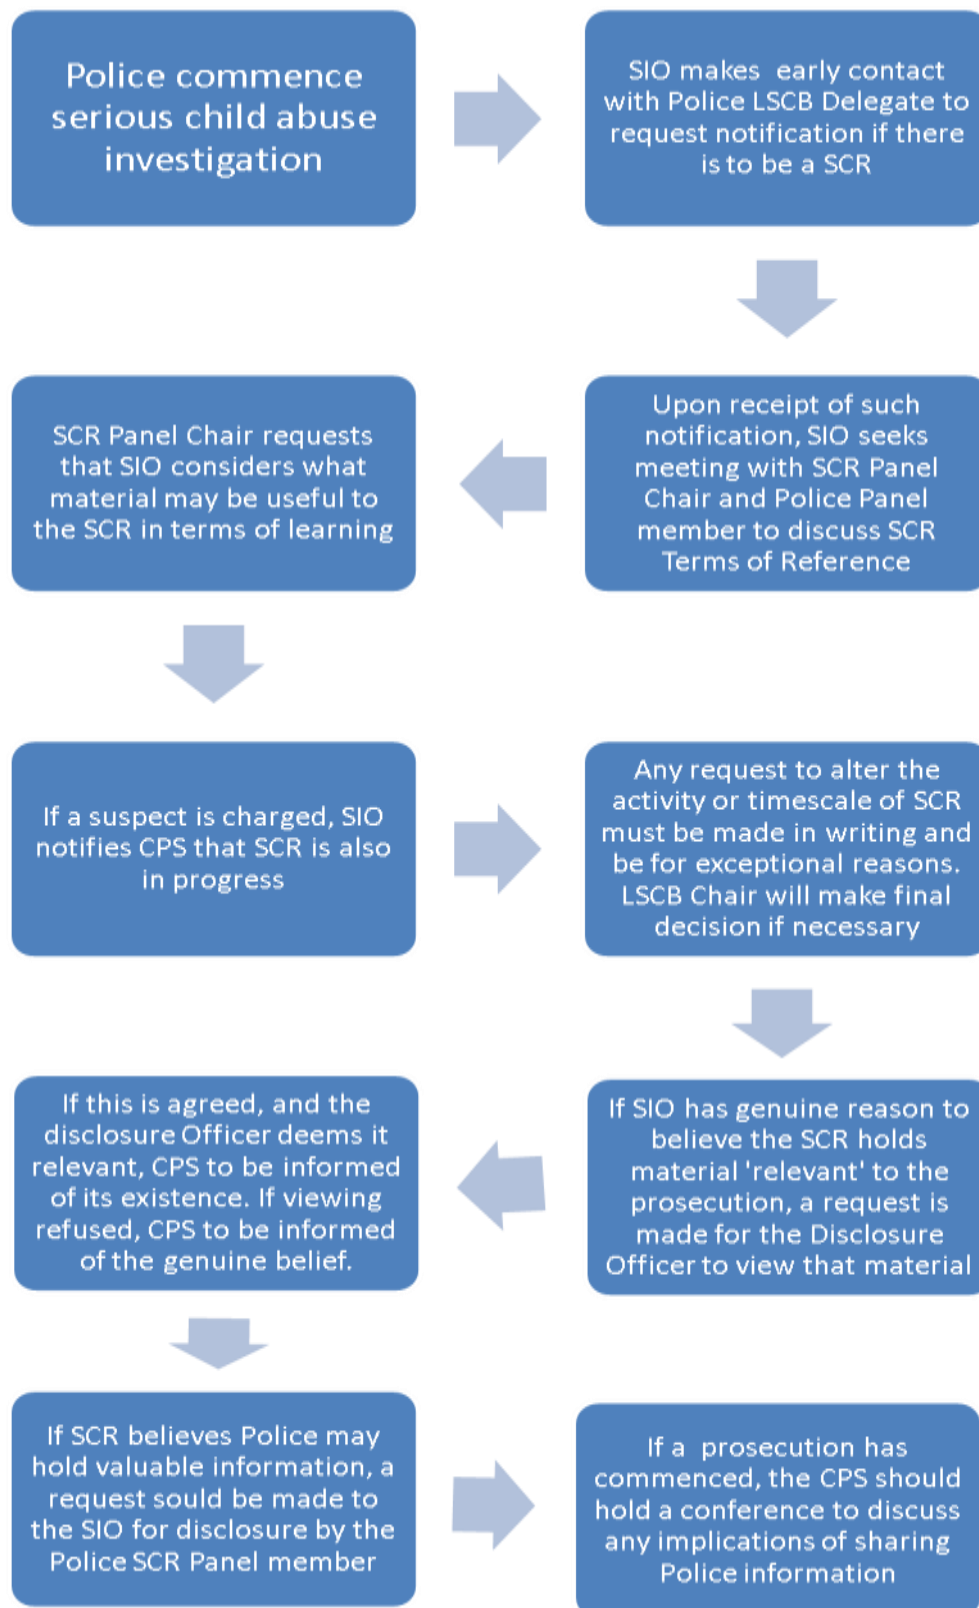 Police commence
serious child abuse
investigation
SIO makes early contact
with Police LSCB Delegate to
request notification if there
is to be a SCR
Upon receipt of such
notification, SIO seeks
meeting with SCR Panel
Chair and Police Panel
member to discuss SCR
Terms of Reference
SCR Panel Chair requests
that SIO considers what
material may be useful to
the SCR in terms of learning
If a suspect is charged, SIO
notifies CPS that SCR is also
in progress
Any request to alter the
activity or timescale of SCR
must be made in writing and
be for exceptional reasons.
LSCB Chair will make final
decision if necessary
If SIO has genuine reason to
believe the SCR holds
material 'relevant' to the
prosecution, a request is
made for the Disclosure
Officer to view that material
If this is agreed, and the
disclosure Officer deems it
relevant, CPS to be informed
of its existence. If viewing
refused, CPS to be informed
of the genuine belief.
If SCR believes Police may
hold valuable information, a
request sould be made to
the SIO for disclosure by the
Police SCR Panel member
If a prosecution has
commenced, the CPS should
hold a conference to discuss
any implications of sharing
Police information